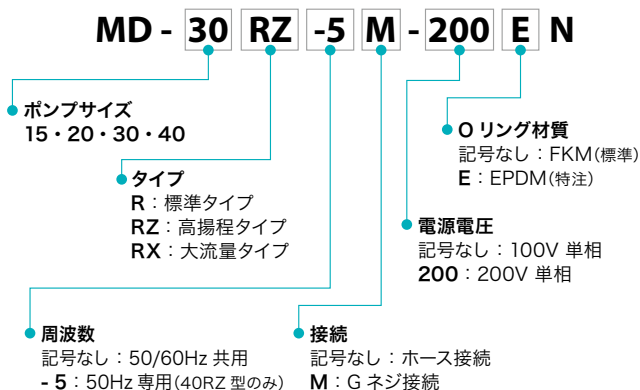 MD - 30 RZ -5 M - 200 E N
ポンプサイズ
15・20・30・40
タイプ
R：標準タイプ
RZ：高揚程タイプ
RX：大流量タイプ
周波数
記号なし：50/60Hz 共用
- 5：50Hz 専用(40RZ 型のみ)
接続
記号なし：ホース接続
M：G ネジ接続
電源電圧
記号なし：100V 単相
200：200V 単相
O リング材質
記号なし：FKM(標準)
E：EPDM(特注)